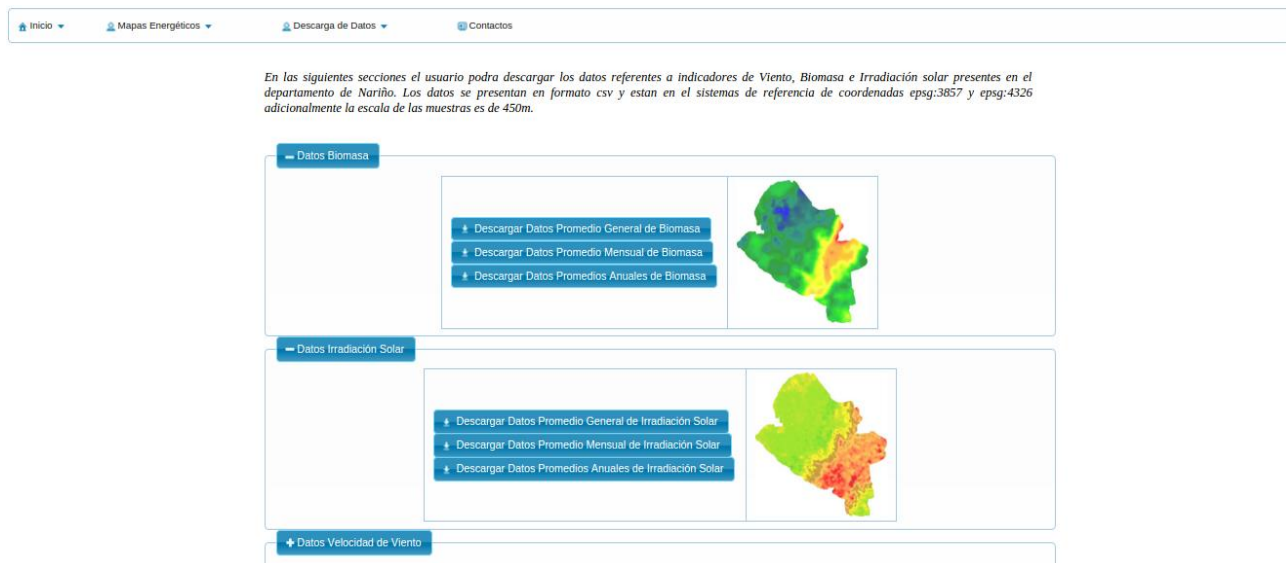 Inicio
Mapas Energéticos
Descarga de Datos
Contactos
En las siguientes secciones el usuario podra descargar los datos referentes a indicadores de Viento, Biomasa e Irradiación solar presentes en el
departamento de Nariño. Los datos se presentan en formato csv y estan en el sistemas de referencia de coordenadas epsg:3857 y epsg:4326
adicionalmente la escala de las muestras es de 450m.
Datos Biomasa
Descargar Datos Promedio General de Biomasa
Descargar Datos Promedio Mensual de Biomasa
Descargar Datos Promedios Anuales de Biomasa
Datos Irradiación Solar
Descargar Datos Promedio General de Irradiación Solar
Descargar Datos Promedio Mensual de Irradiación Solar
Descargar Datos Promedios Anuales de Irradiación Solar
Datos Velocidad de Viento